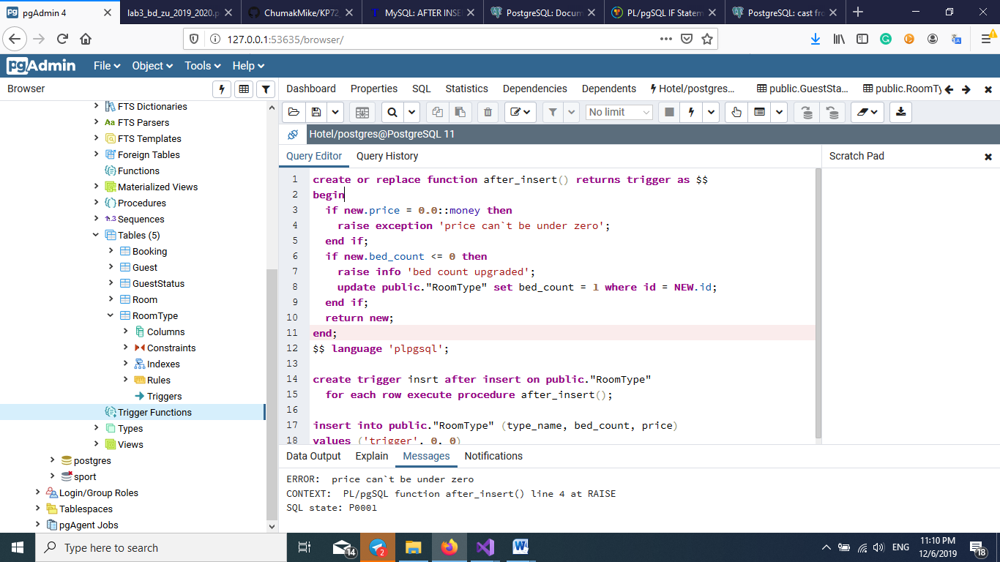 pgAdmin 4
lab3_bd_zu_2019_2020.p
ChumakMike/KP72_
MySQL: AFTER INSE
PostgreSQL: Docum
PL/pgSQL IF Statem
PostgreSQL: cast fro
127.0.0.1:53635/browser/
pgAdmin File Object Tools Help
Browser
Dashboard Properties SQL Statistics Dependencies Dependents Hotel/postgres... public.GuestSta... public.RoomTy
No limit
Hotel/postgres@PostgreSQL 11
Query Editor Query History
Scratch Pad
FTS Dictionaries
Aa FTS Parsers
FTS Templates
Foreign Tables
Functions
Materialized Views
Procedures
1..3 Sequences
Tables (5)
Booking
Guest
GuestStatus
Room
RoomType
Columns
Constraints
Indexes
Rules
Triggers
Trigger Functions
Types
Views
postgres
sport
Login/Group Roles
Tablespaces
pgAgent Jobs
1 create or replace function after_insert() returns trigger as $$
2 begin
3 if new.price = 0.0::money then
4 raise exception 'price can`t be under zero';
5 end if;
6 if new.bed_count <= 0 then
7 raise info 'bed count upgraded';
8 update public."RoomType" set bed_count = 1 where id = NEW.id;
9 end if;
10 return new;
11 end;
12 $$ language 'plpgsql';
13
14 create trigger insrt after insert on public."RoomType"
15 for each row execute procedure after_insert();
16
17 insert into public."RoomType" (type_name, bed_count, price)
18 values ('trigger', 0, 0)
Data Output Explain Messages Notifications
ERROR: price can`t be under zero
CONTEXT: PL/pgSQL function after_insert() line 4 at RAISE
SQL state: P0001
Type here to search
14
2
ENG
11:10 PM
12/6/2019
18